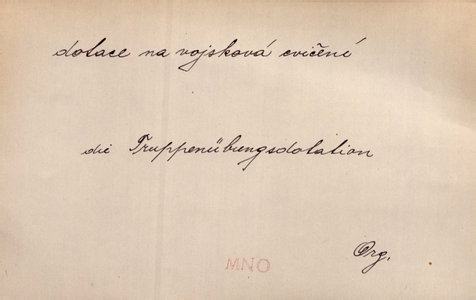 dotace na vojsková cvičení
die Truppenübungsdotation
Org.
MNO